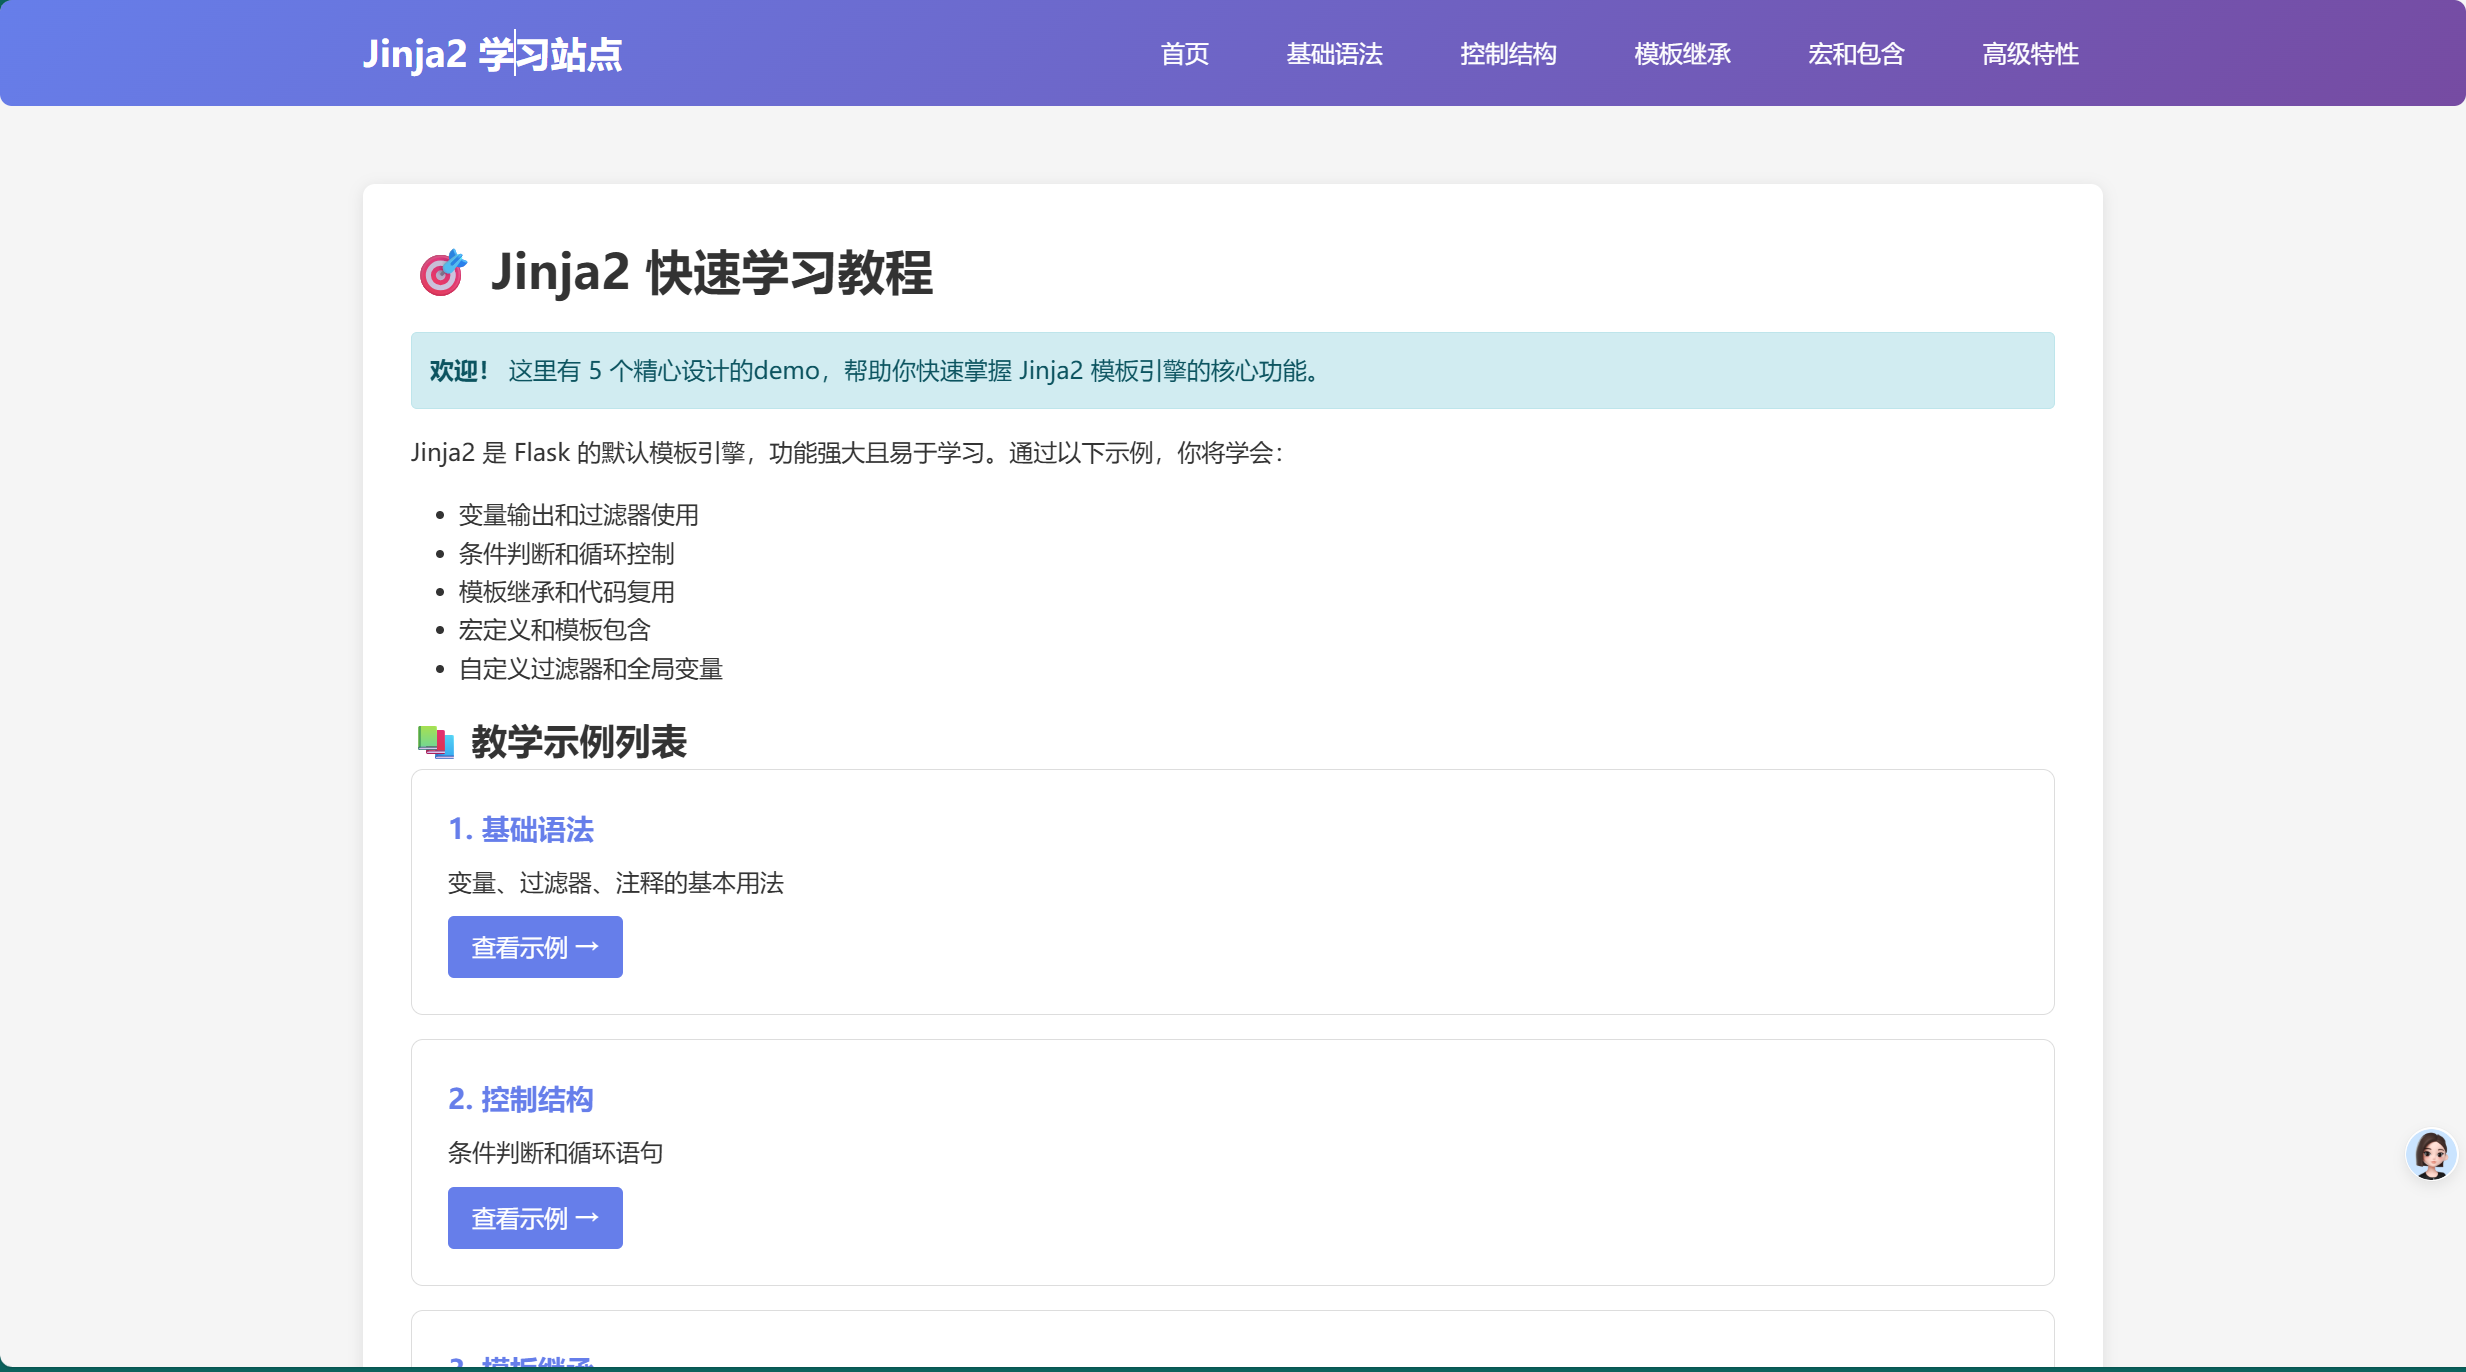 Jinja2 学习站点
首页 基础语法 控制结构 模板继承 宏和包含 高级特性
Jinja2 快速学习教程
欢迎！ 这里有 5 个精心设计的demo，帮助你快速掌握 Jinja2 模板引擎的核心功能。
Jinja2 是 Flask 的默认模板引擎，功能强大且易于学习。通过以下示例，你将学会：
• 变量输出和过滤器使用
• 条件判断和循环控制
• 模板继承和代码复用
• 宏定义和模板包含
• 自定义过滤器和全局变量
教学示例列表
1. 基础语法
变量、过滤器、注释的基本用法
查看示例 →
2. 控制结构
条件判断和循环语句
查看示例 →
3. 模板继承